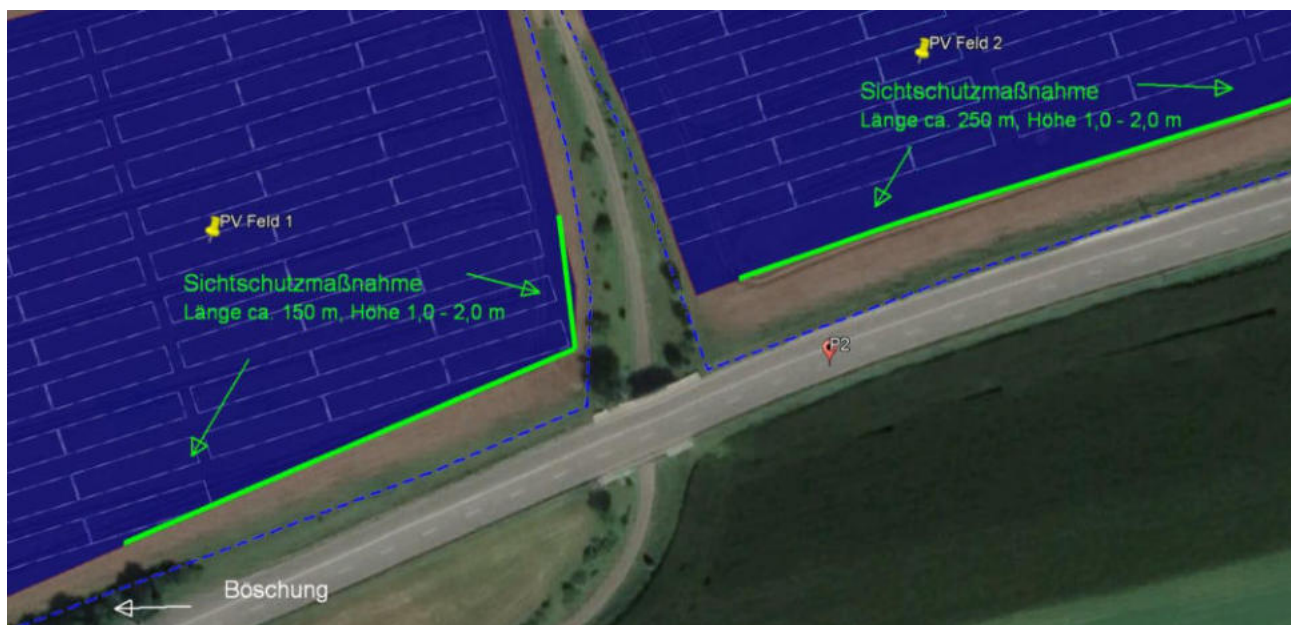 PV Feld 2
Sichtschutzmaßnahme
Länge ca. 250 m, Höhe 1,0 - 2,0 m
PV Feld 1
Sichtschutzmaßnahme
Länge ca. 150 m, Höhe 1,0 - 2,0 m
P2
Böschung